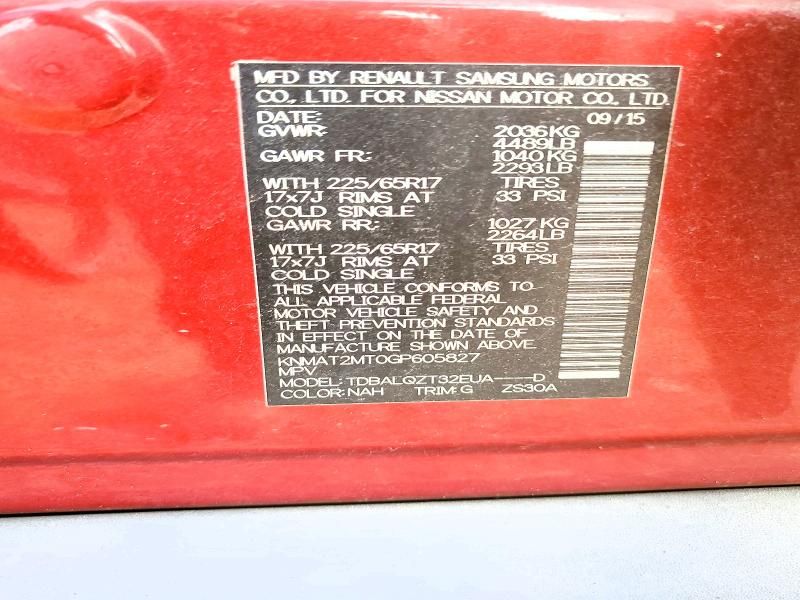 MFD BY RENAULT SAMSUNG MOTORS
CO., LTD. FOR NISSAN MOTOR CO., LTD.
DATE: 09/15
GVWR: 2036KG
4489LB
GAWR FR: 1040KG
2293LB
WITH 225/65R17 TIRES
17x7J RIMS AT 33 PSI
COLD SINGLE
GAWR RR: 1027KG
2264LB
WITH 225/65R17 TIRES
17x7J RIMS AT 33 PSI
COLD SINGLE
THIS VEHICLE CONFORMS TO
ALL APPLICABLE FEDERAL
MOTOR VEHICLE SAFETY AND
THEFT PREVENTION STANDARDS
IN EFFECT ON THE DATE OF
MANUFACTURE SHOWN ABOVE.
KNMAT2MT0GP605827
MPV
MODEL: TDBALQZT32EUA----D
COLOR: NAH TRIM: G ZS30A